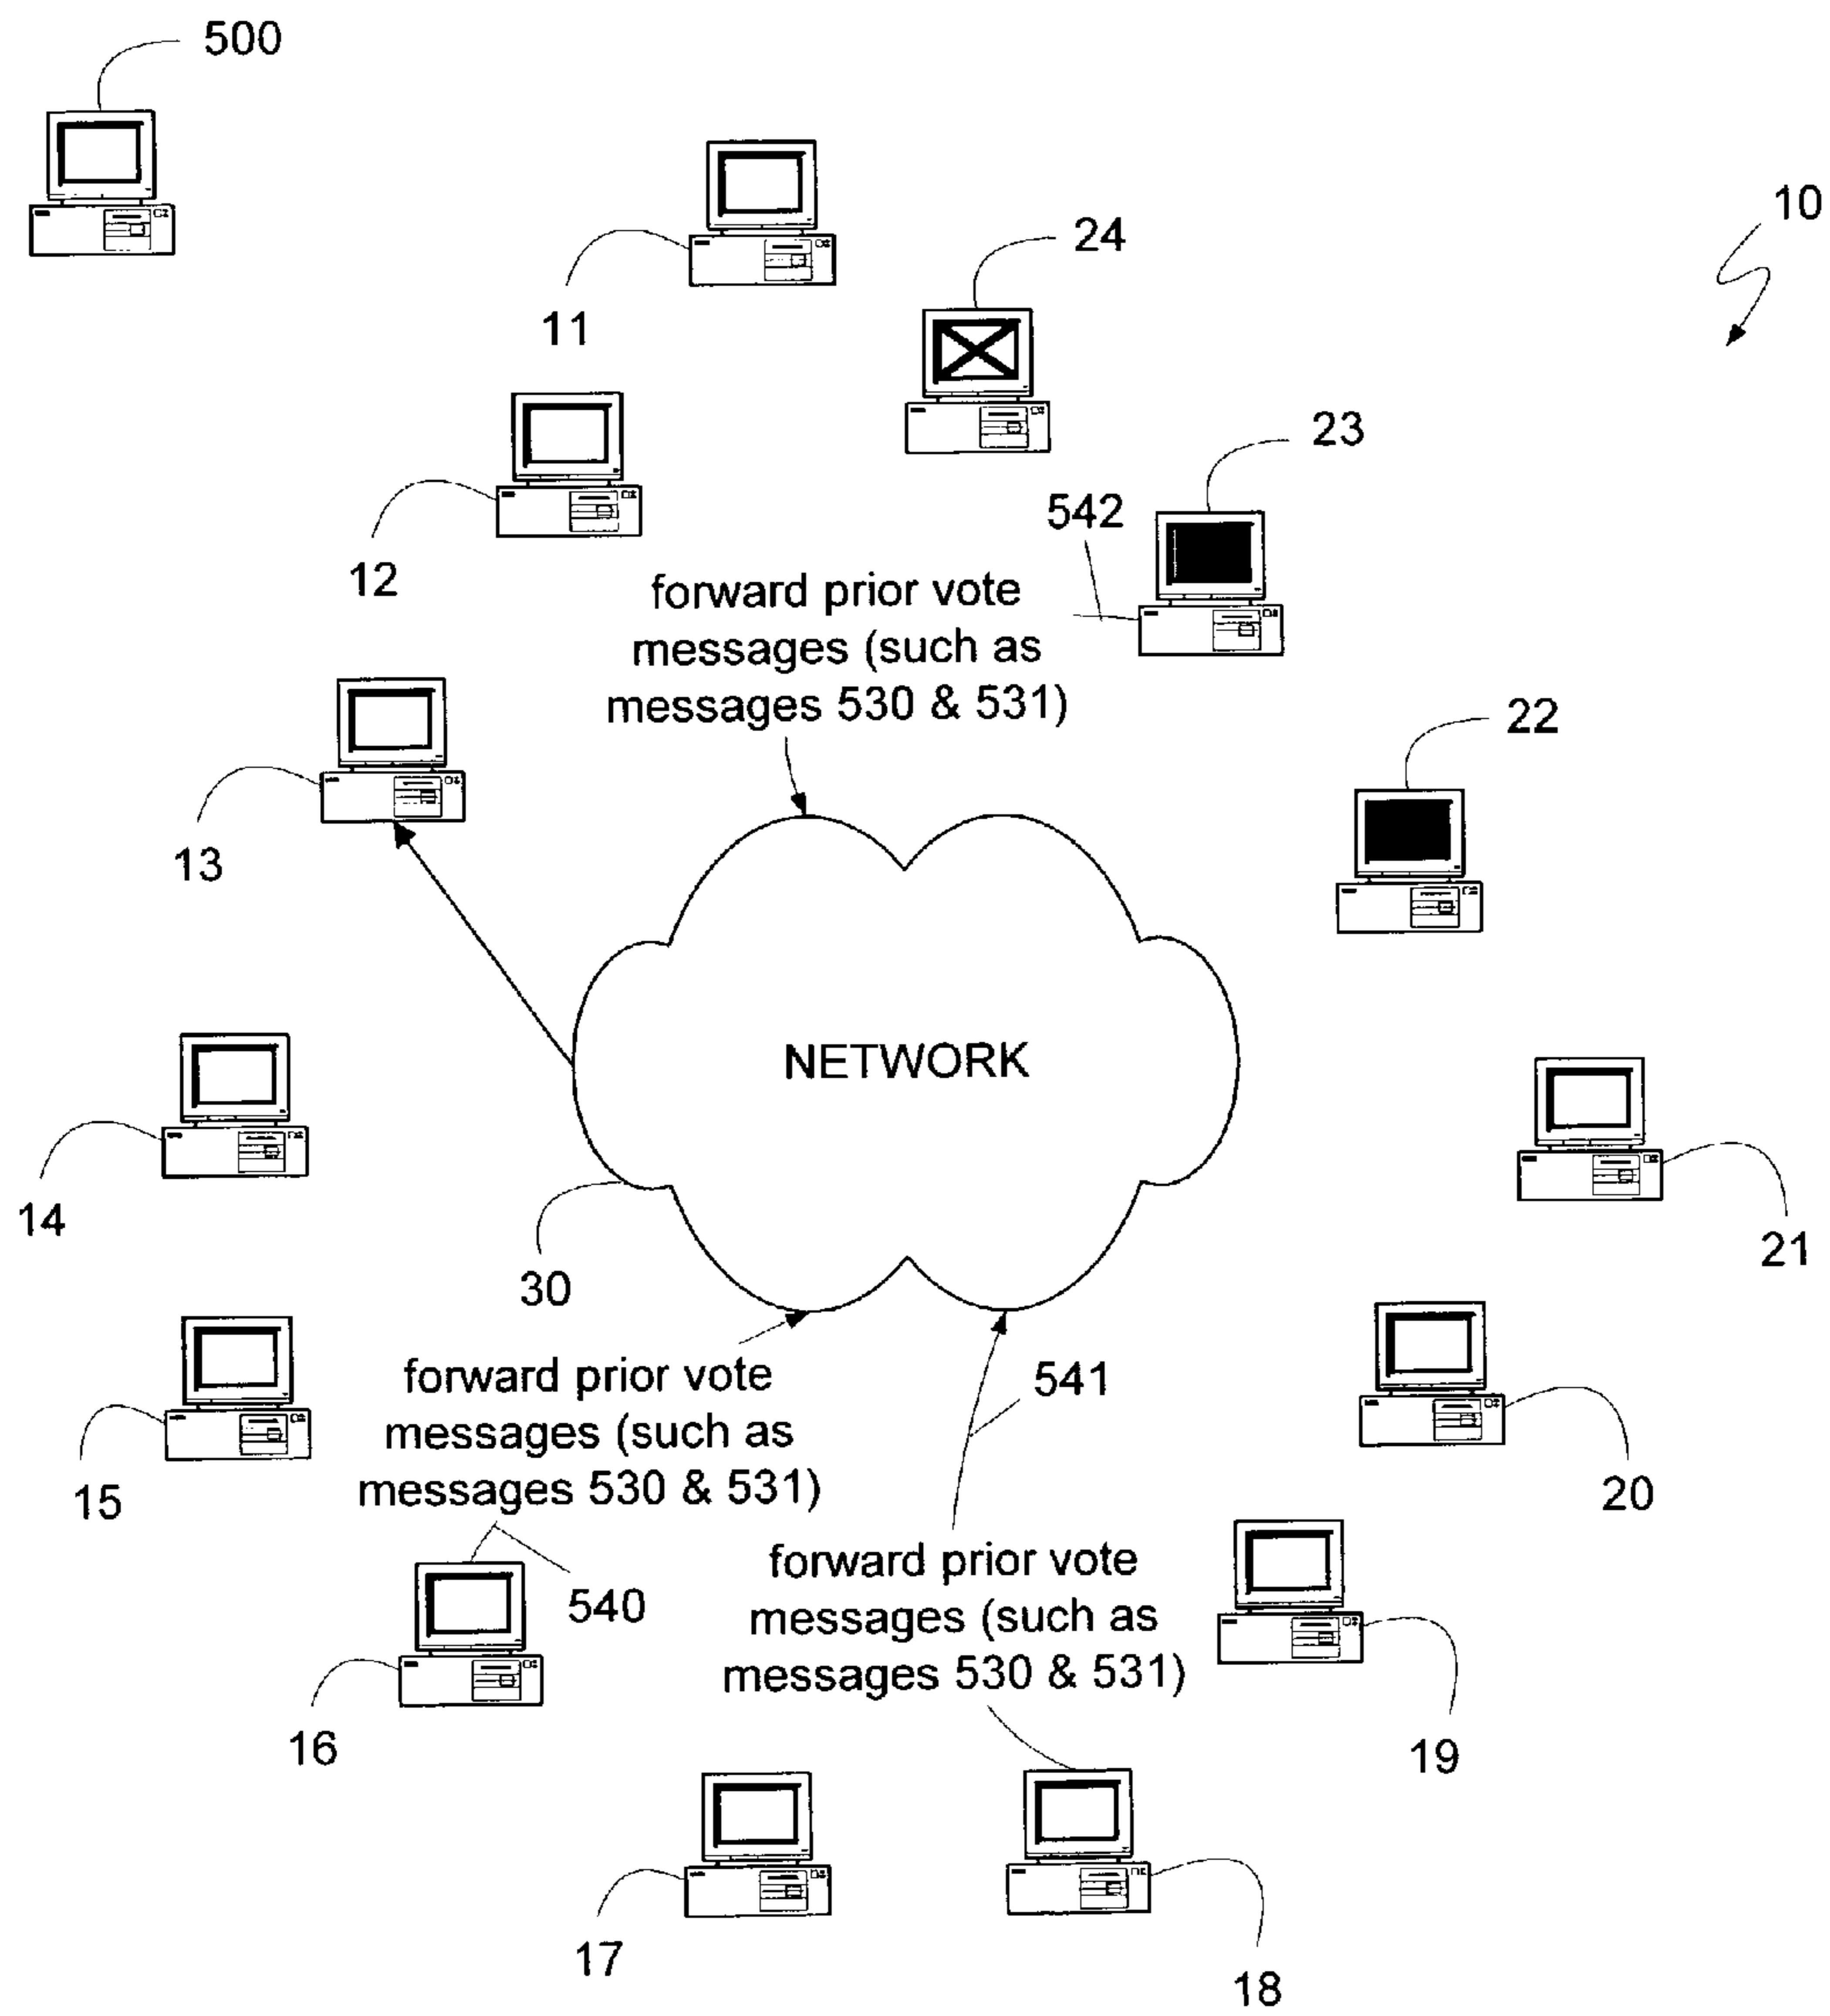 500
10
24
11
23
542
12
forward prior vote
messages (such as
messages 530 & 531)
22
13
NETWORK
14
21
30
541
forward prior vote
messages (such as
messages 530 & 531)
15
20
forward prior vote
messages (such as
messages 530 & 531)
540
16
19
17
18